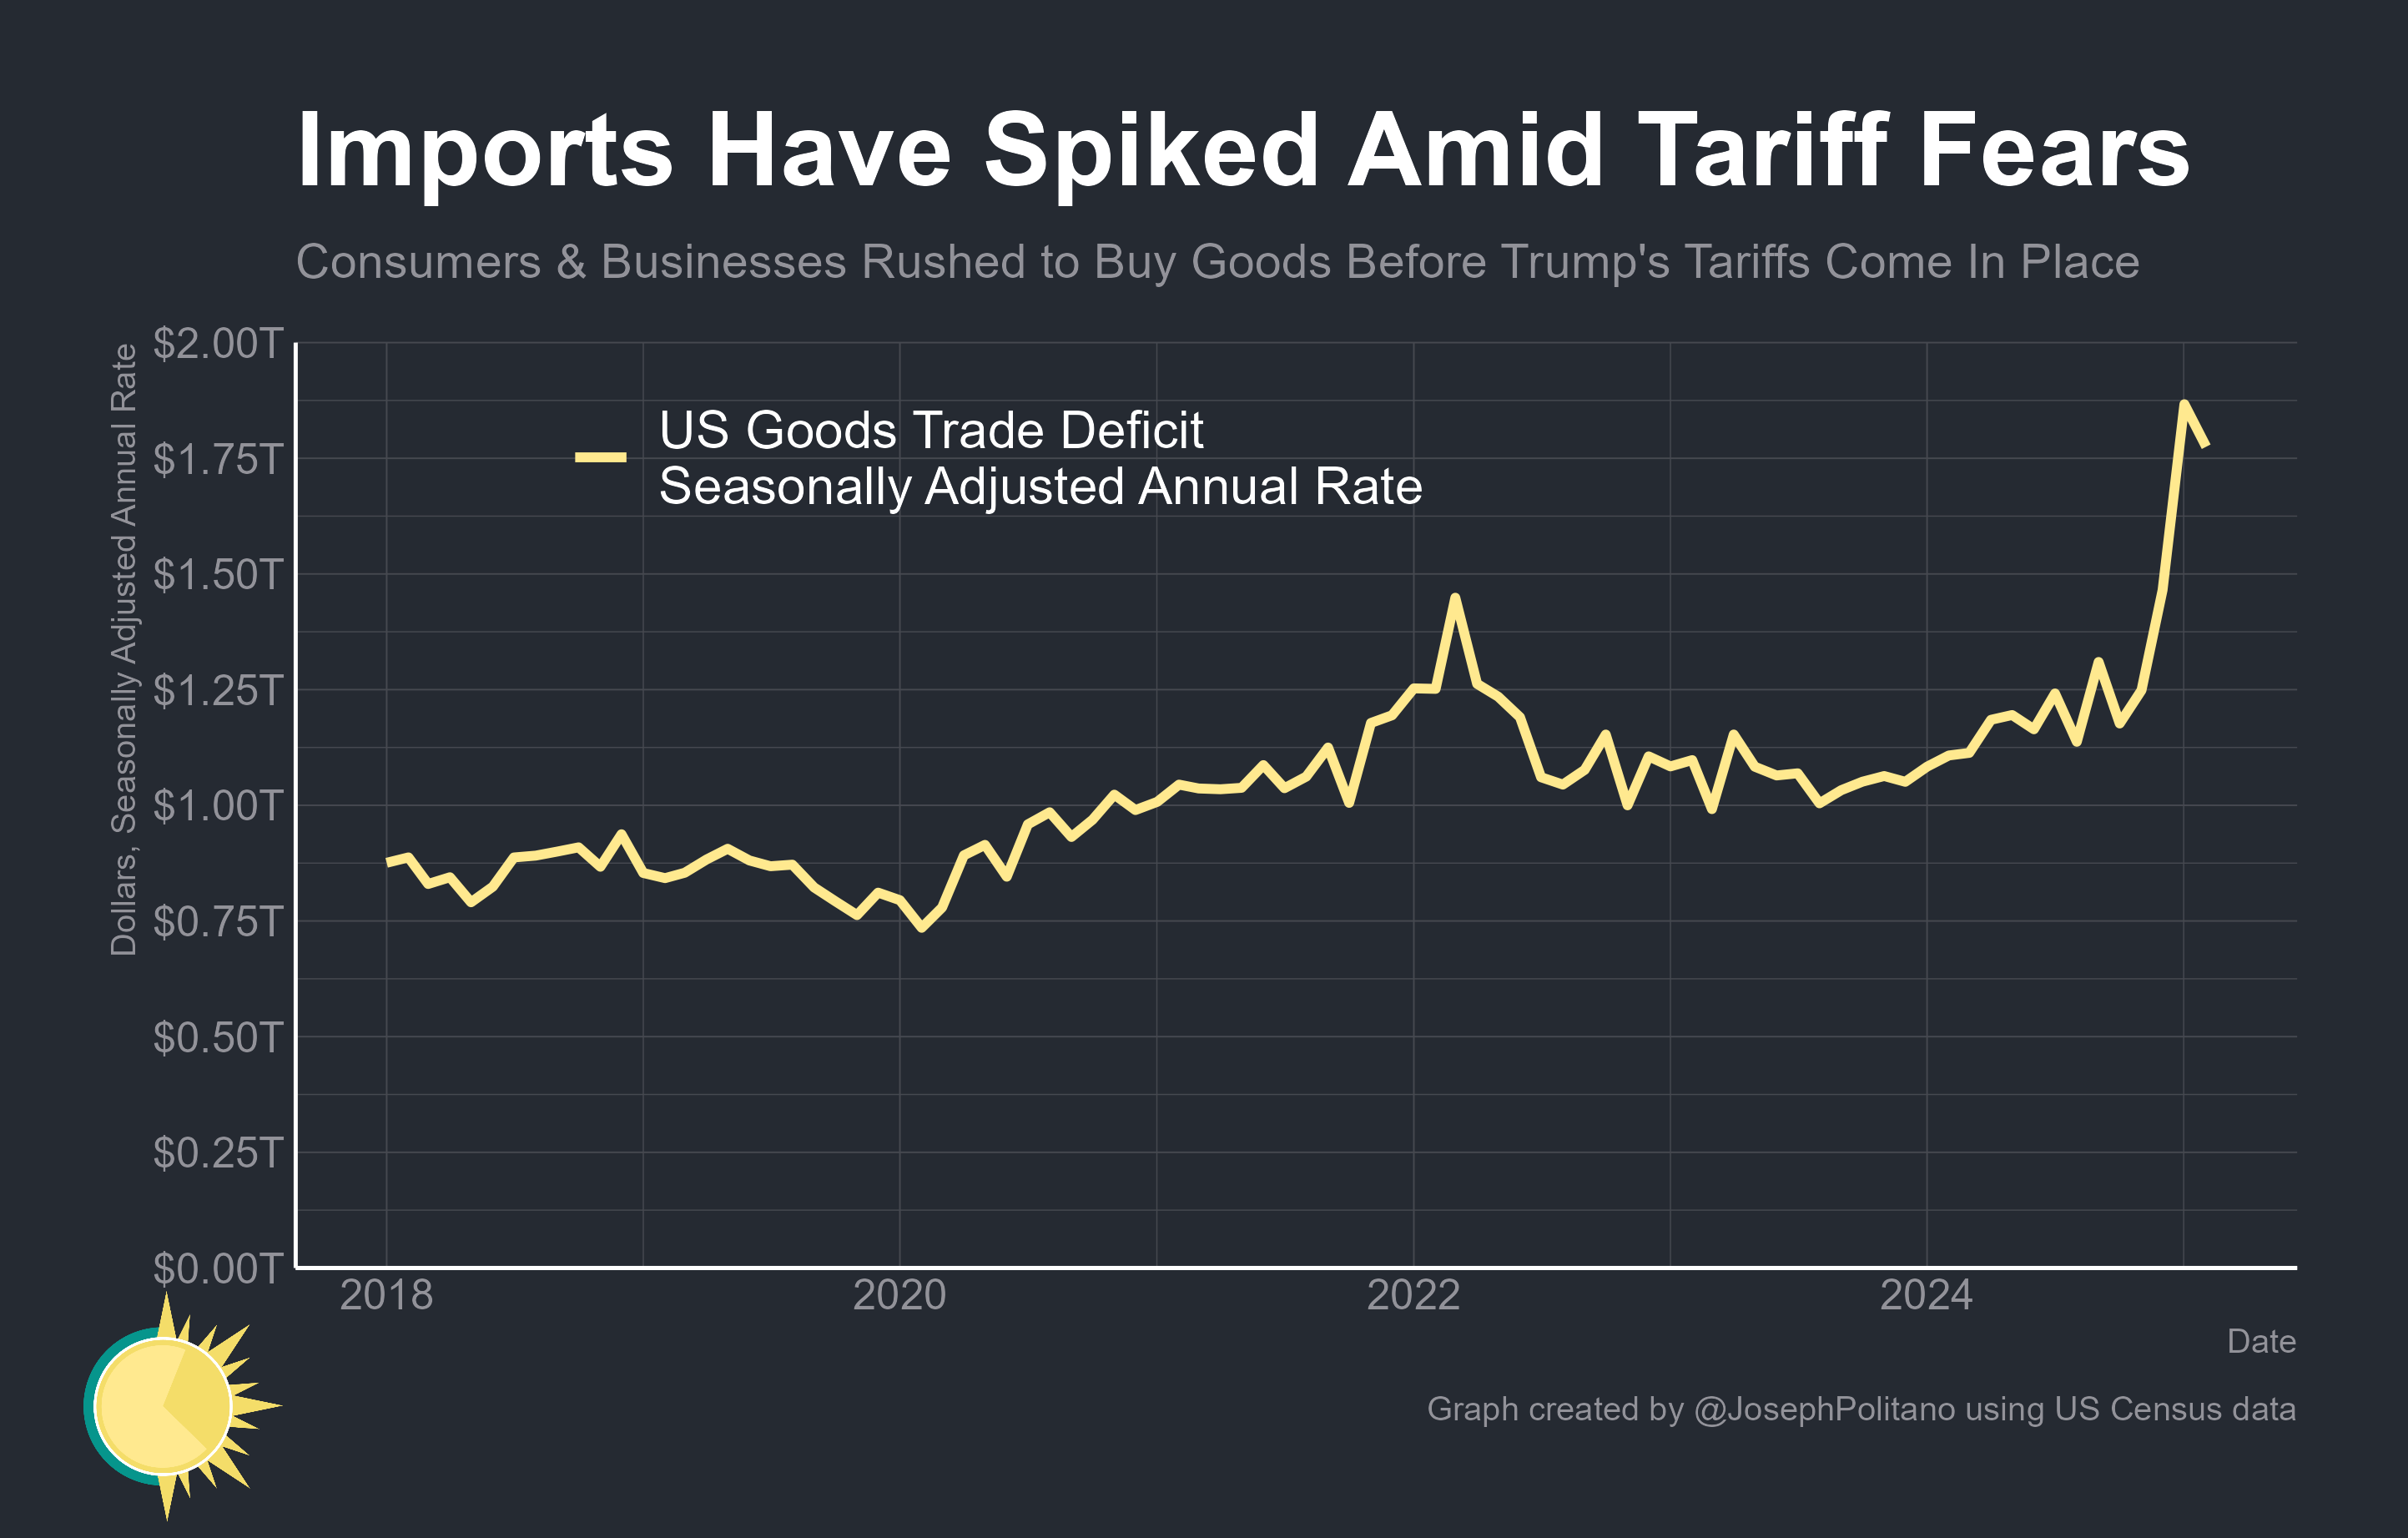 Imports Have Spiked Amid Tariff Fears
Consumers & Businesses Rushed to Buy Goods Before Trump's Tariffs Come In Place
Dollars, Seasonally Adjusted Annual Rate
$2.00T
$1.75T
$1.50T
$1.25T
$1.00T
$0.75T
$0.50T
$0.25T
$0.00T
US Goods Trade Deficit
Seasonally Adjusted Annual Rate
2018
2020
2022
2024
Date
Graph created by @JosephPolitano using US Census data